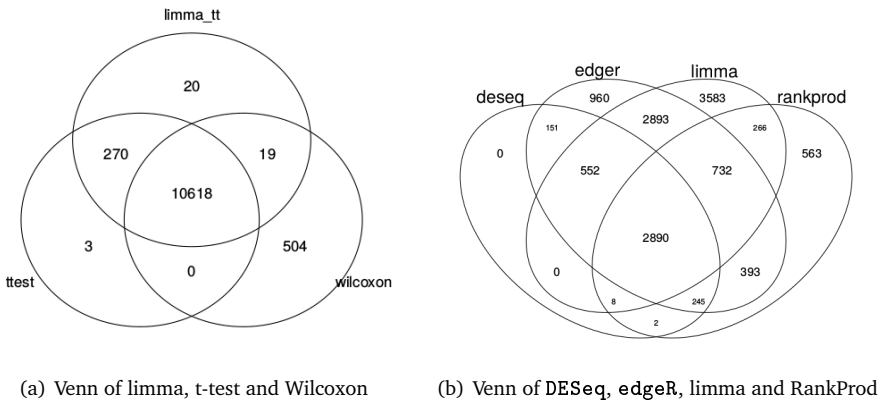 limma_tt
20
270
19
10618
3
504
0
ttest
wilcoxon
edger
limma
deseq
rankprod
960
3583
151
2893
266
0
552
732
563
2890
0
393
8
245
2
(a) Venn of limma, t-test and Wilcoxon
(b) Venn of DESeq, edgeR, limma and RankProd